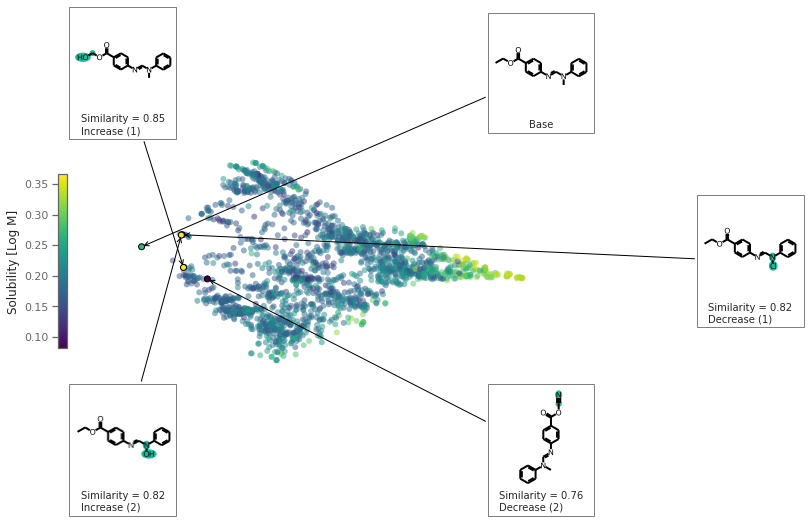 HO
O
O
N
N
Similarity = 0.85
Increase (1)
O
O
N
N
Base
Solubility [Log M]
0.35
0.30
0.25
0.20
0.15
0.10
O
O
N
N
Cl
Similarity = 0.82
Decrease (1)
O
O
N
N
OH
Similarity = 0.82
Increase (2)
N
O
O
N
N
Similarity = 0.76
Decrease (2)